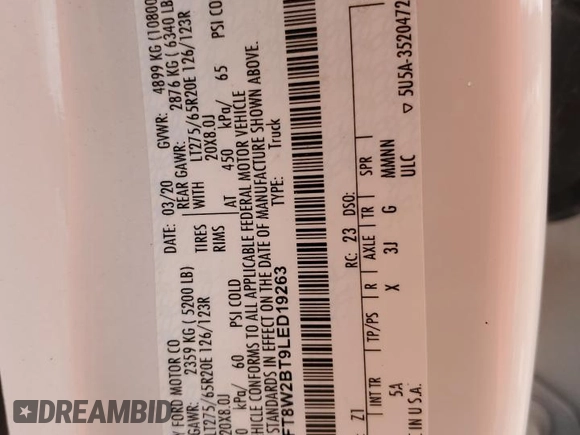 Y FORD MOTOR CO
DATE: 03/20 GVWR: 4899 KG (10800
GAWR: 2359 KG ( 5200 LB) REAR GAWR: 2876 KG ( 6340 LB
LT275/65R20E 126/123R TIRES WITH LT275/65R20E 126/123R
20X8.0J RIMS 20X8.0J
0 kPa/ 60 PSI COLD AT 450 kPa/ 65 PSI CO
HICLE CONFORMS TO ALL APPLICABLE FEDERAL MOTOR VEHICLE
STANDARDS IN EFFECT ON THE DATE OF MANUFACTURE SHOWN ABOVE.
FT8W2BT9LED19263 TYPE: Truck
RC: 23 DSO:
Z1
INT TR TP/PS R AXLE TR SPR
5A X 3J G MMNN
IN U.S.A. ULC
▽ 5U5A-3520472
DREAMBID